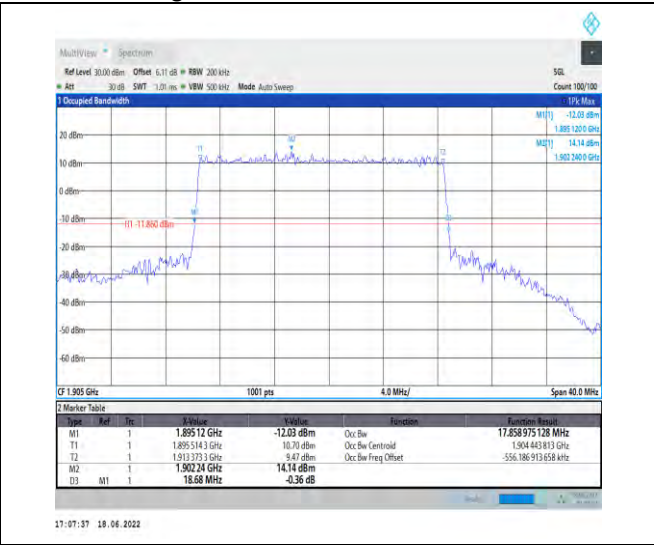 MultiView Spectrum
Ref Level 30.00 dBm Offset 6.11 dB RBW 200 kHz SGL
Att 30 dB SWT 1.01 ms VBW 500 kHz Mode Auto Sweep Count 100/100
1 Occupied Bandwidth 1Pk Max
M1[1] -12.03 dBm
1.895 120 0 GHz
M2[1] 14.14 dBm
1.902 240 0 GHz
20 dBm
M2
T1
T2
10 dBm
0 dBm
M1
-10 dBm
H1 -11.860 dBm
D3
-20 dBm
-30 dBm
-40 dBm
-50 dBm
-60 dBm
CF 1.905 GHz 1001 pts 4.0 MHz/ Span 40.0 MHz
2 Marker Table
Type Ref Trc X-Value Y-Value Function Function Result
M1 1 1.895 12 GHz -12.03 dBm Occ Bw 17.858 975 128 MHz
T1 1 1.895 514 3 GHz 10.70 dBm Occ Bw Centroid 1.904 443 813 GHz
T2 1 1.913 373 3 GHz 9.47 dBm Occ Bw Freq Offset -556.186 913 658 kHz
M2 1 1.902 24 GHz 14.14 dBm
D3 M1 1 18.68 MHz -0.36 dB
17:07:37 18.06.2022